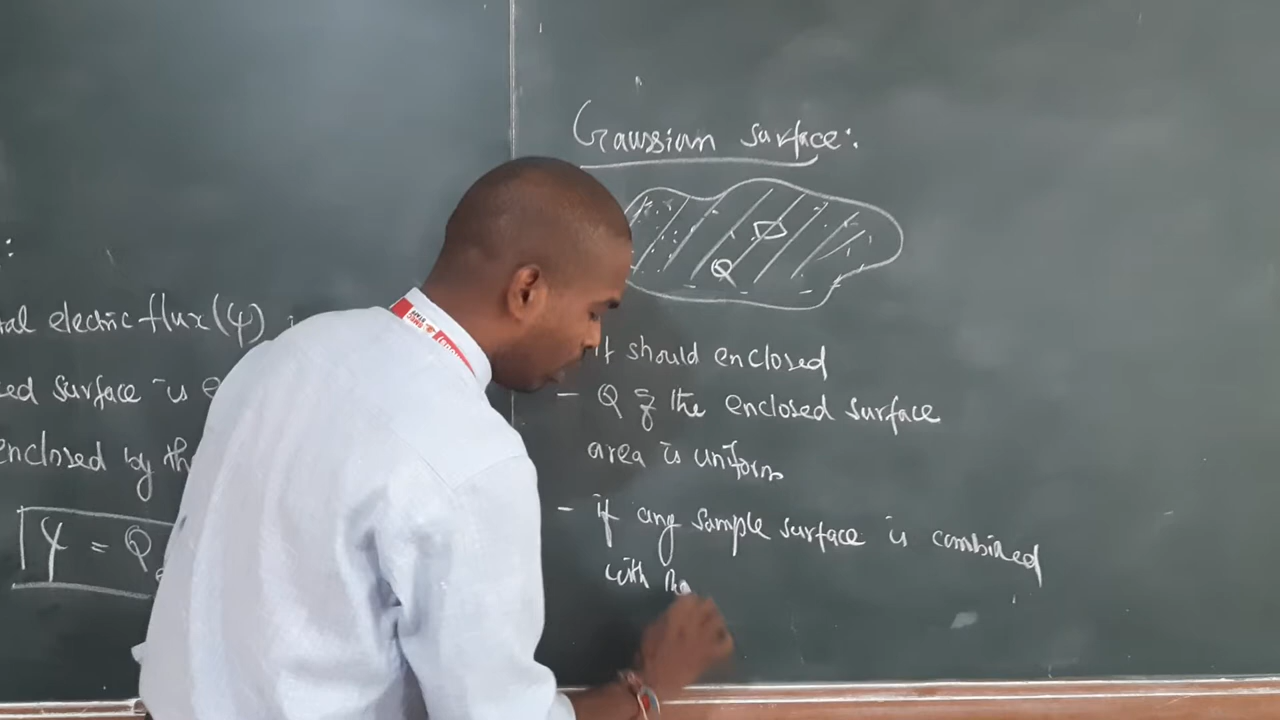 :
tal electric flux (ψ)
ed surface is e
enclosed by th
ψ = Q
Gaussian surface:
Q
It should enclosed
- Q of the enclosed surface
area is uniform
- if any sample surface is combined
with